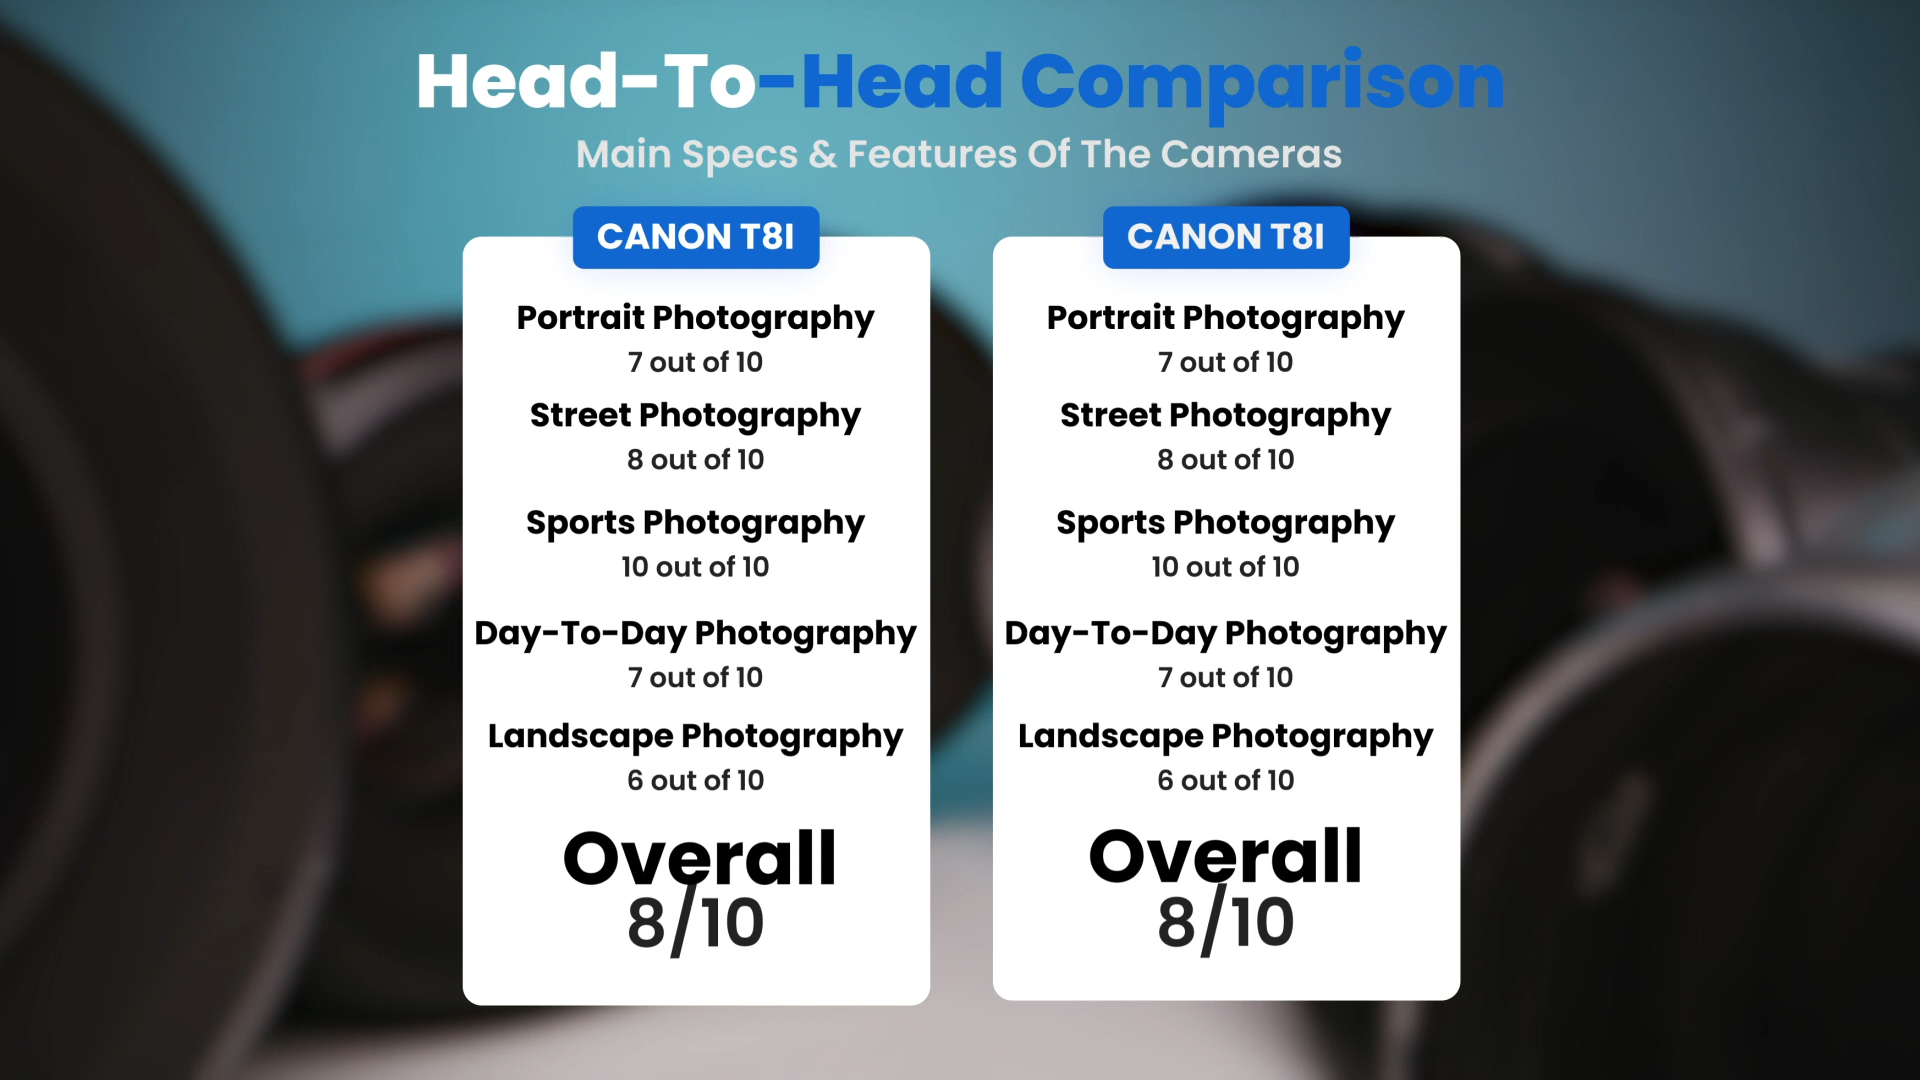 Head-To-Head Comparison
Main Specs & Features Of The Cameras
CANON T8I
Portrait Photography
7 out of 10
Street Photography
8 out of 10
Sports Photography
10 out of 10
Day-To-Day Photography
7 out of 10
Landscape Photography
6 out of 10
Overall
8/10
CANON T8I
Portrait Photography
7 out of 10
Street Photography
8 out of 10
Sports Photography
10 out of 10
Day-To-Day Photography
7 out of 10
Landscape Photography
6 out of 10
Overall
8/10